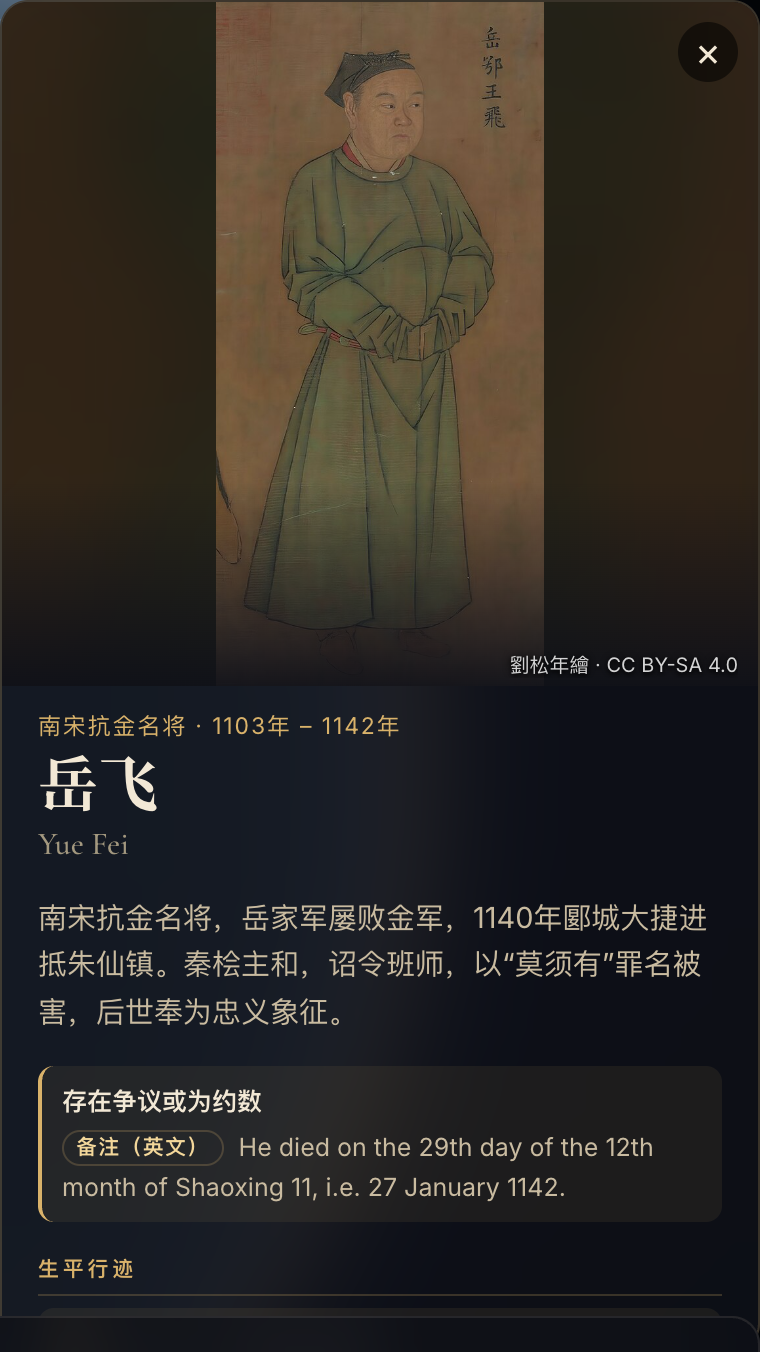 岳鄂王飛
×
劉松年繪 · CC BY-SA 4.0
南宋抗金名将 · 1103年 – 1142年
岳飞
Yue Fei
南宋抗金名将，岳家军屡败金军，1140年郾城大捷进
抵朱仙镇。秦桧主和，诏令班师，以“莫须有”罪名被
害，后世奉为忠义象征。
存在争议或为约数
备注（英文） He died on the 29th day of the 12th
month of Shaoxing 11, i.e. 27 January 1142.
生平行迹